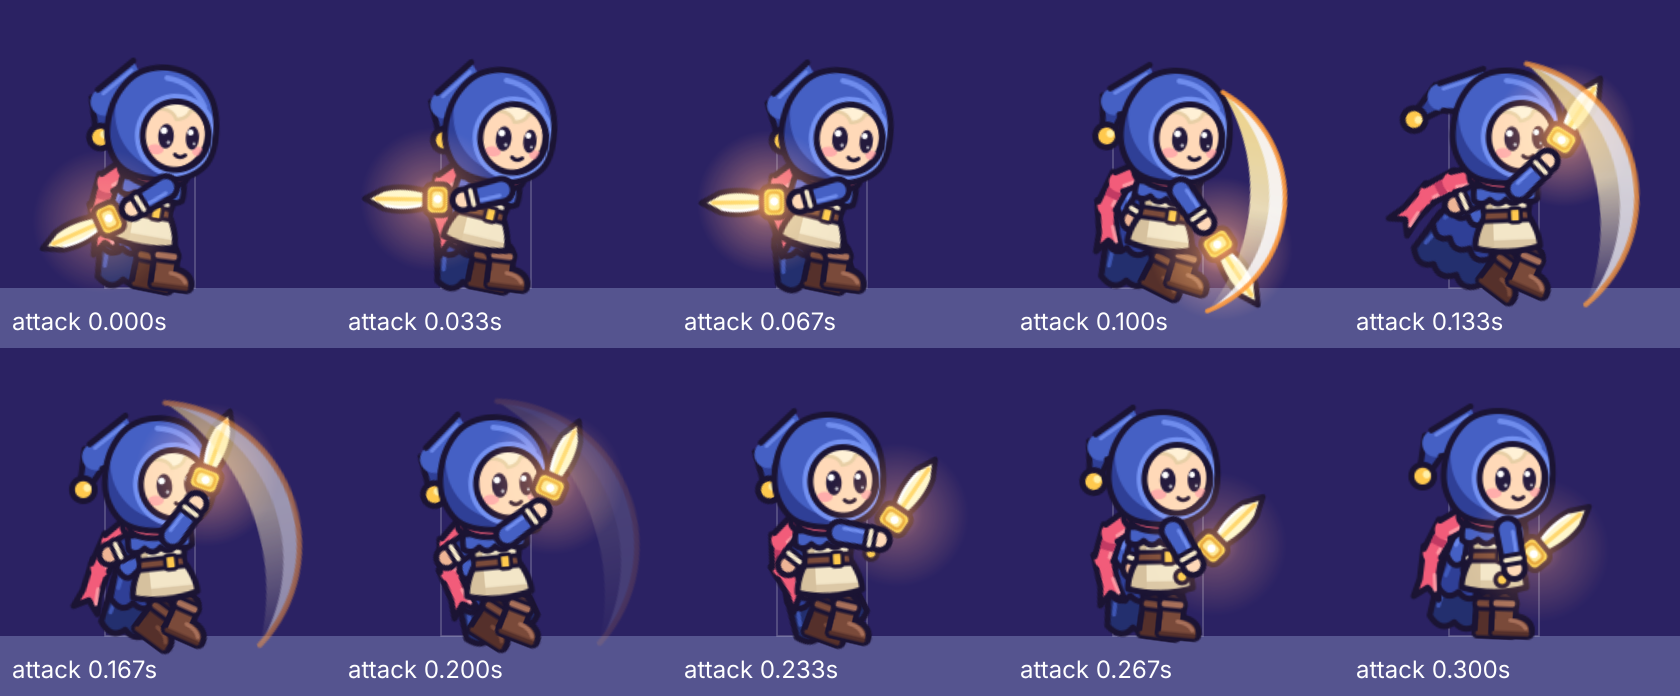 attack 0.000s
attack 0.033s
attack 0.067s
attack 0.100s
attack 0.133s
attack 0.167s
attack 0.200s
attack 0.233s
attack 0.267s
attack 0.300s